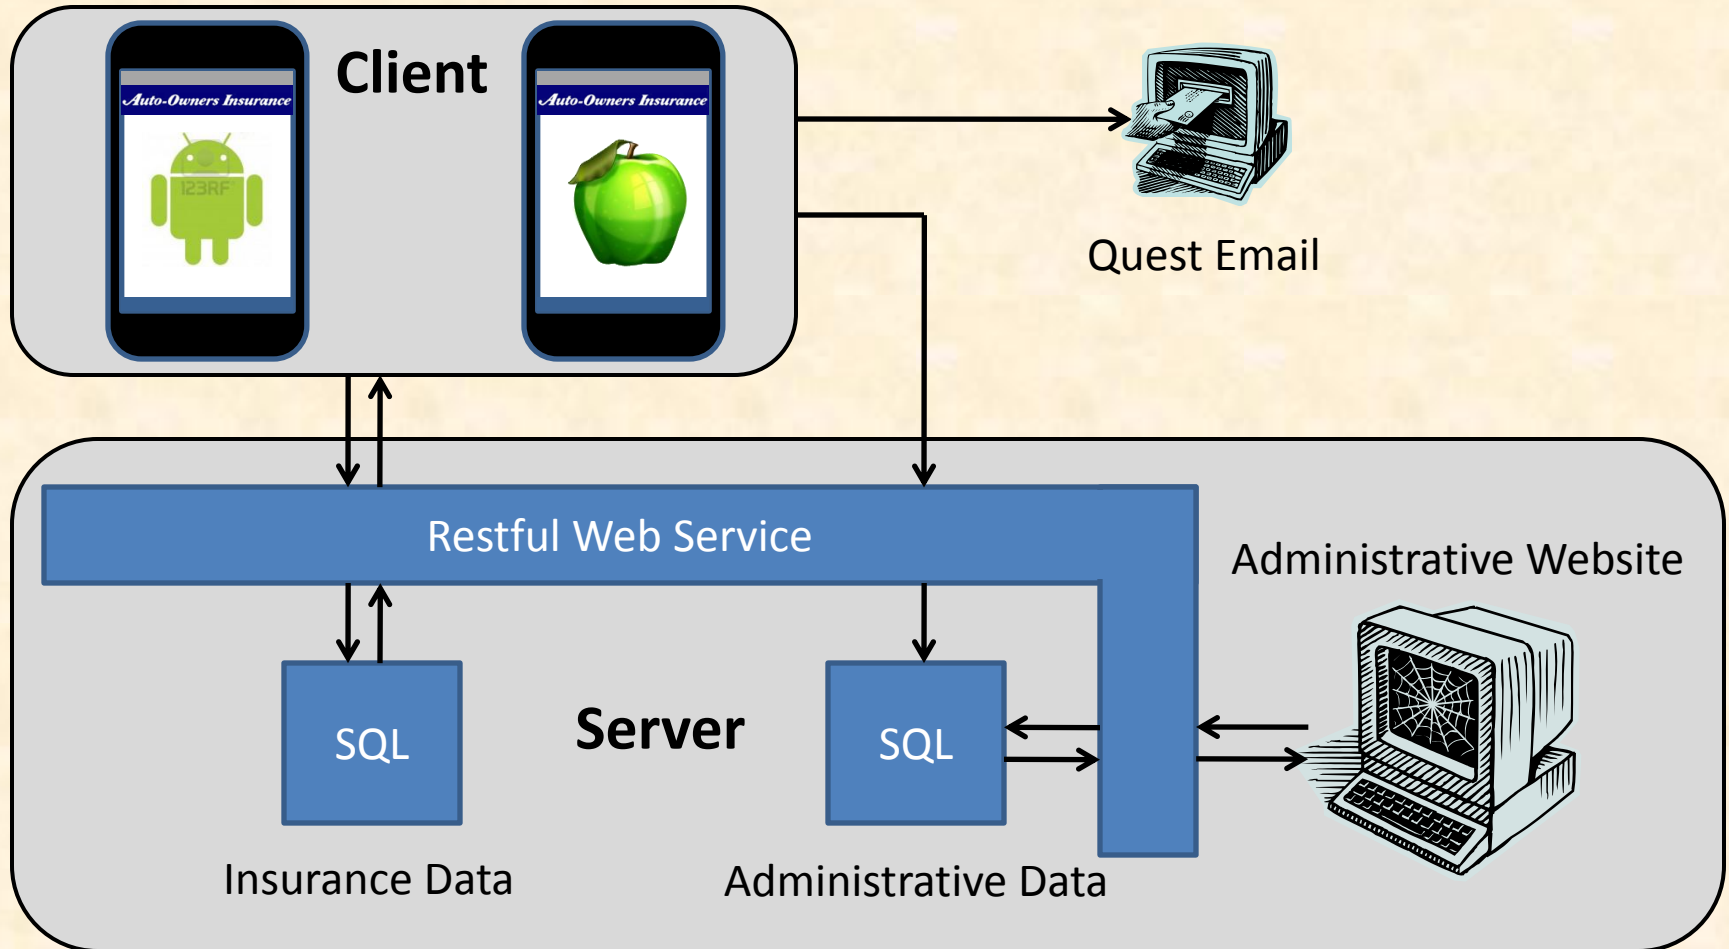 Client
Auto-Owners Insurance
Auto-Owners Insurance
123RF
Quest Email
Restful Web Service
Administrative Website
SQL
Server
SQL
Insurance Data
Administrative Data